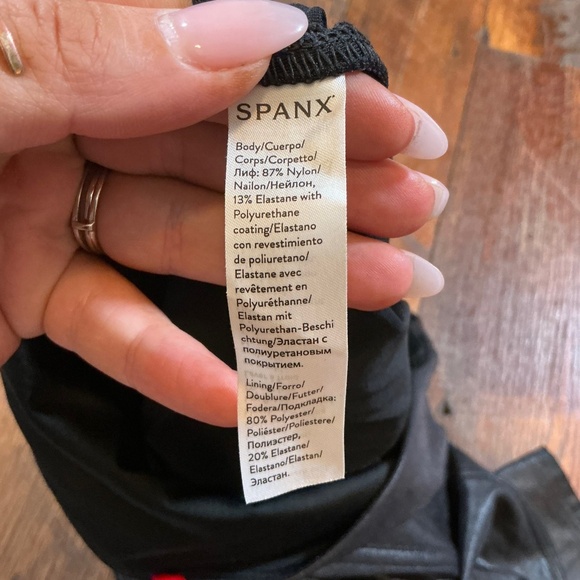 SPANX
Body/Cuerpo/
Corps/Corpetto/
Лиф: 87% Nylon/
Nailon/Нейлон,
13% Elastane with
Polyurethane
coating/Elastano
con revestimiento
de poliuretano/
Elastane avec
revêtement en
Polyuréthanne/
Elastan mit
Polyurethan-Beschi
chtung/Эластан с
полиуретановым
покрытием.
Lining/Forro/
Doublure/Futter/
Fodera/Подкладка:
80% Polyester/
Poliéster/Poliestere/
Полиэстер,
20% Elastane/
Elastano/Elastan/
Эластан.